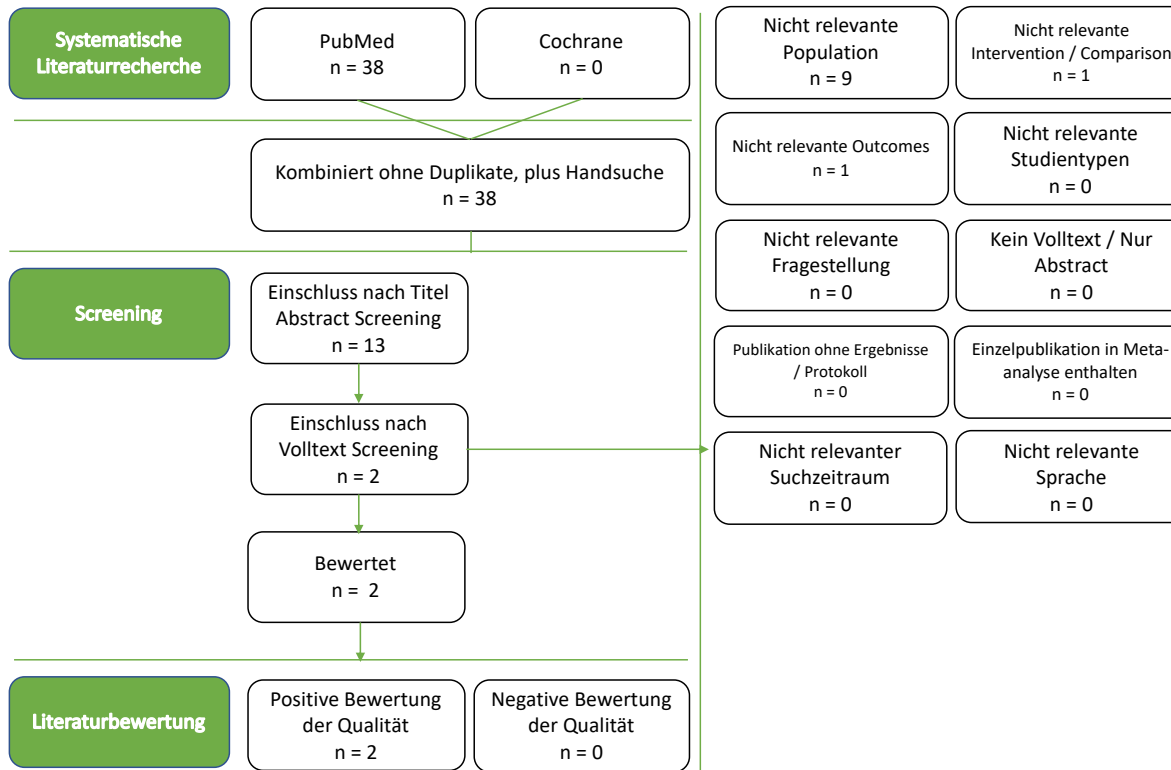 Systematische
Literaturrecherche
PubMed
n = 38
Cochrane
n = 0
Kombiniert ohne Duplikate, plus Handsuche
n = 38
Screening
Einschluss nach Titel
Abstract Screening
n = 13
Einschluss nach
Volltext Screening
n = 2
Bewertet
n = 2
Literaturbewertung
Positive Bewertung
der Qualität
n = 2
Negative Bewertung
der Qualität
n = 0
Nicht relevante
Population
n = 9
Nicht relevante
Intervention / Comparison
n = 1
Nicht relevante Outcomes
n = 1
Nicht relevante
Studientypen
n = 0
Nicht relevante
Fragestellung
n = 0
Kein Volltext / Nur
Abstract
n = 0
Publikation ohne Ergebnisse
/ Protokoll
n = 0
Einzelpublikation in Meta-
analyse enthalten
n = 0
Nicht relevanter
Suchzeitraum
n = 0
Nicht relevante
Sprache
n = 0